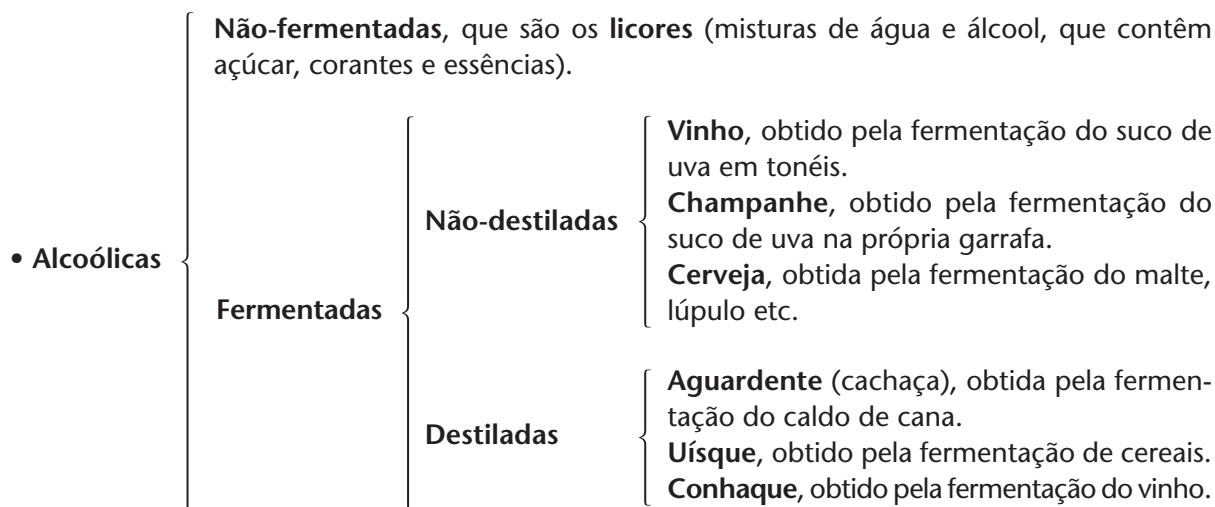 Não-fermentadas, que são os licores (misturas de água e álcool, que contêm
açúcar, corantes e essências).
• Alcoólicas
Fermentadas
Não-destiladas
Vinho, obtido pela fermentação do suco de
uva em tonéis.
Champanhe, obtido pela fermentação do
suco de uva na própria garrafa.
Cerveja, obtida pela fermentação do malte,
lúpulo etc.
Destiladas
Aguardente (cachaça), obtida pela fermen-
tação do caldo de cana.
Uísque, obtido pela fermentação de cereais.
Conhaque, obtido pela fermentação do vinho.